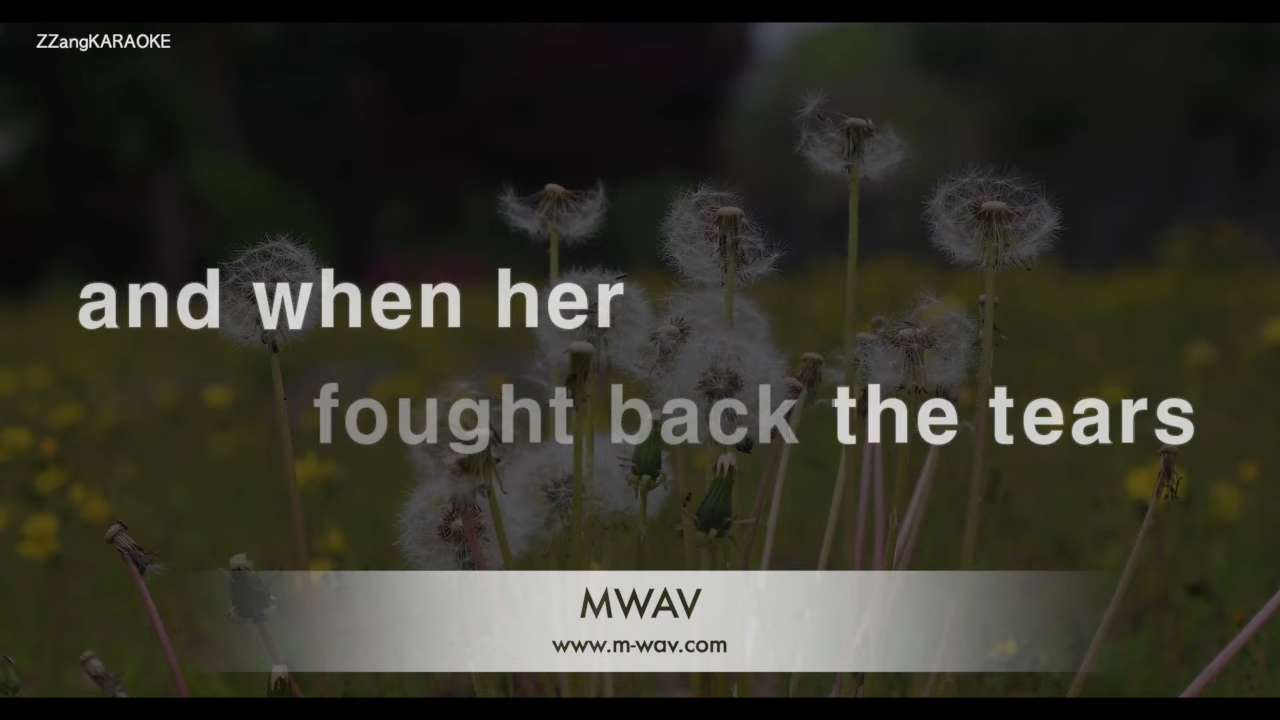 ZZangKARAOKE
and when her
fought back the tears
MWAV
www.m-wav.com